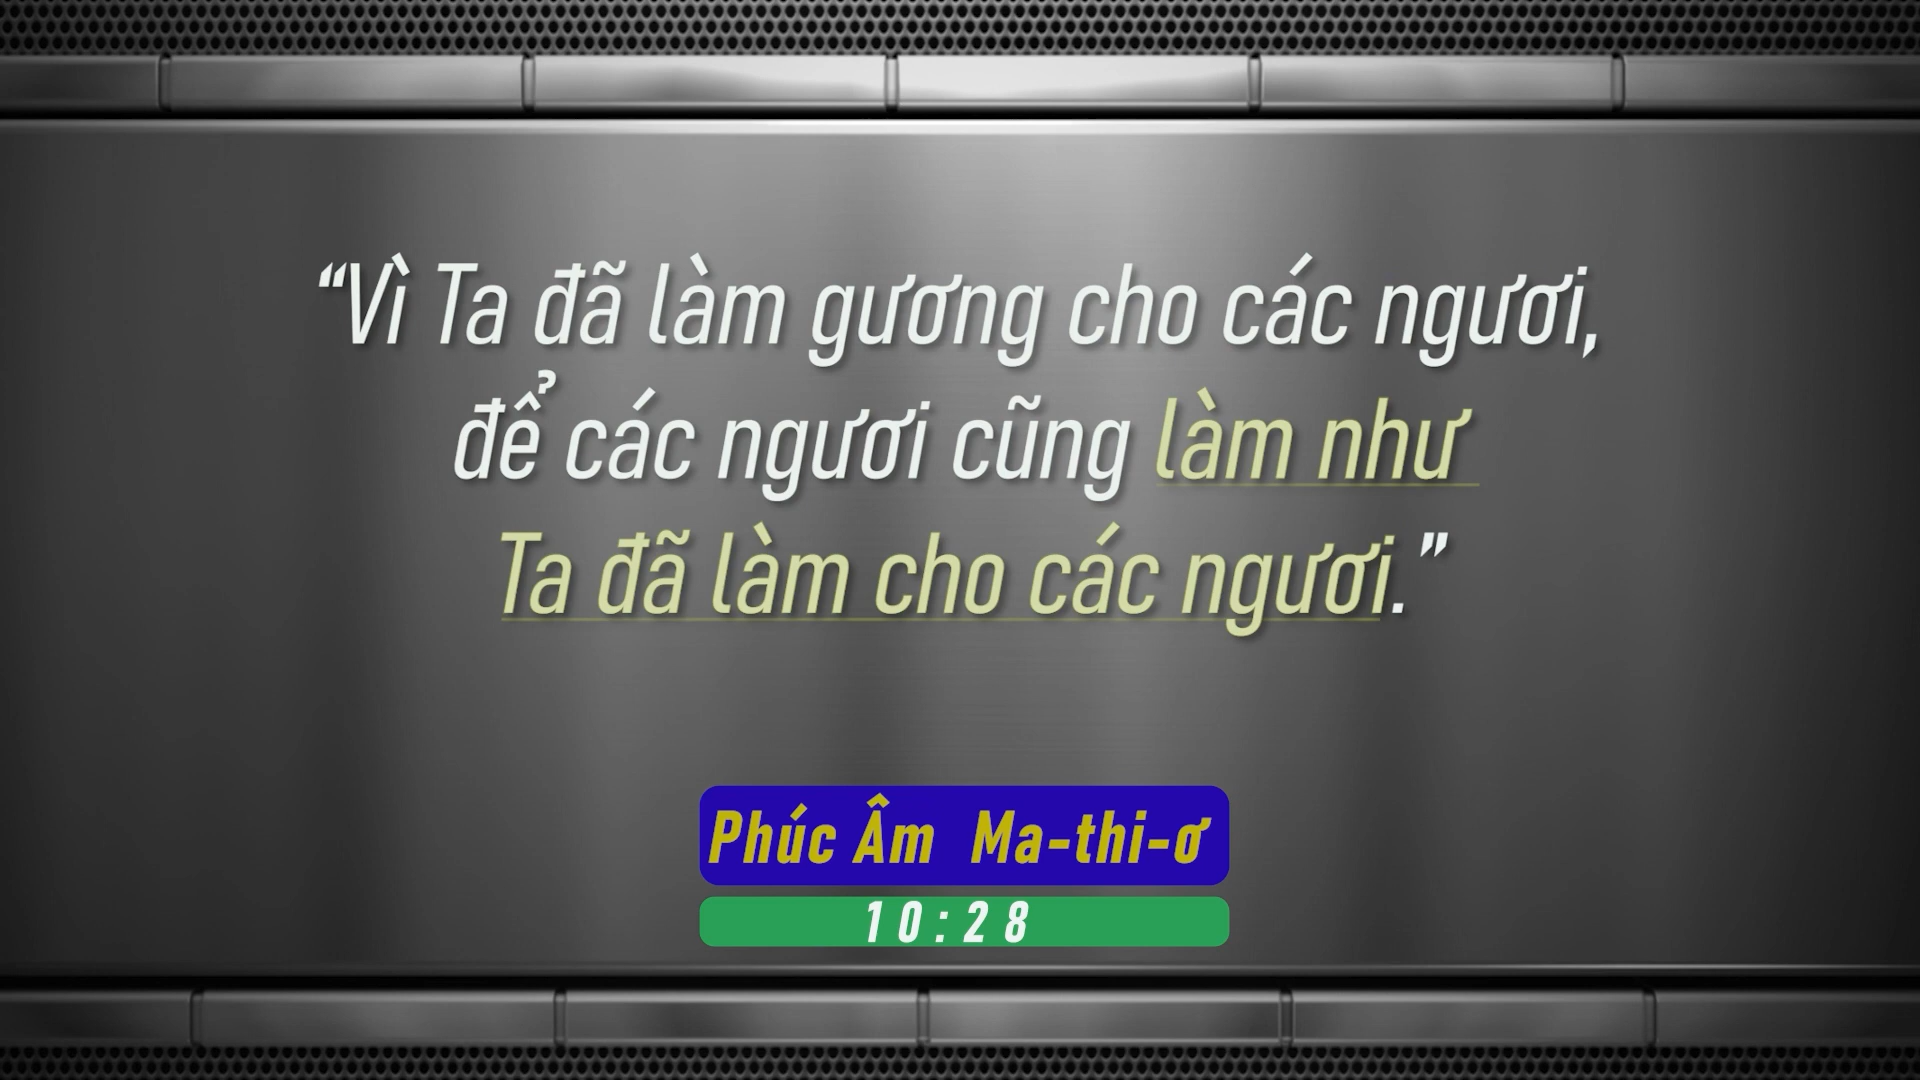 “Vì Ta đã làm gương cho các ngươi,
để các ngươi cũng làm như
Ta đã làm cho các ngươi.”
Phúc Âm Ma-thi-ơ
10:28